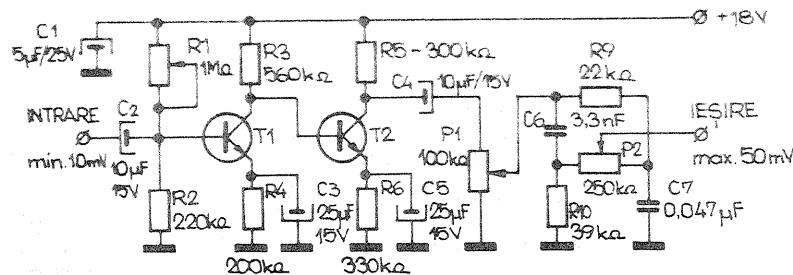 +18V
C1
5µF/25V
R1
1MΩ
R3
560kΩ
R5-300kΩ
C4
10µF/15V
R9
22kΩ
INTRARE
min.10mV
C2
10µF
15V
T1
T2
P1
100kΩ
C6
3,3nF
P2
250kΩ
IEȘIRE
max.50mV
R2
220kΩ
R4
200kΩ
C3
25µF
15V
R6
330kΩ
C5
25µF
15V
R10
39kΩ
C7
0,047µF